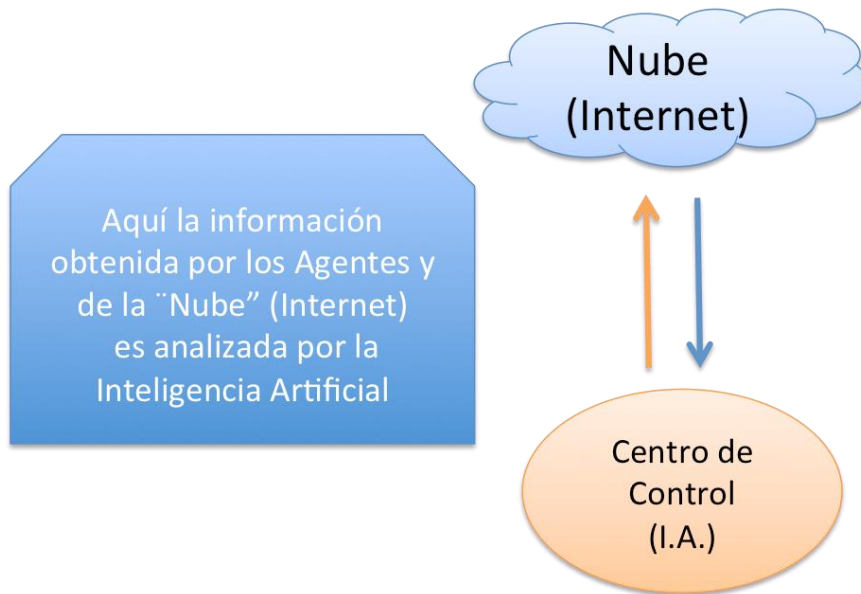 Nube
(Internet)
Aquí la información
obtenida por los Agentes y
de la ¨Nube” (Internet)
es analizada por la
Inteligencia Artificial
Centro de
Control
(I.A.)